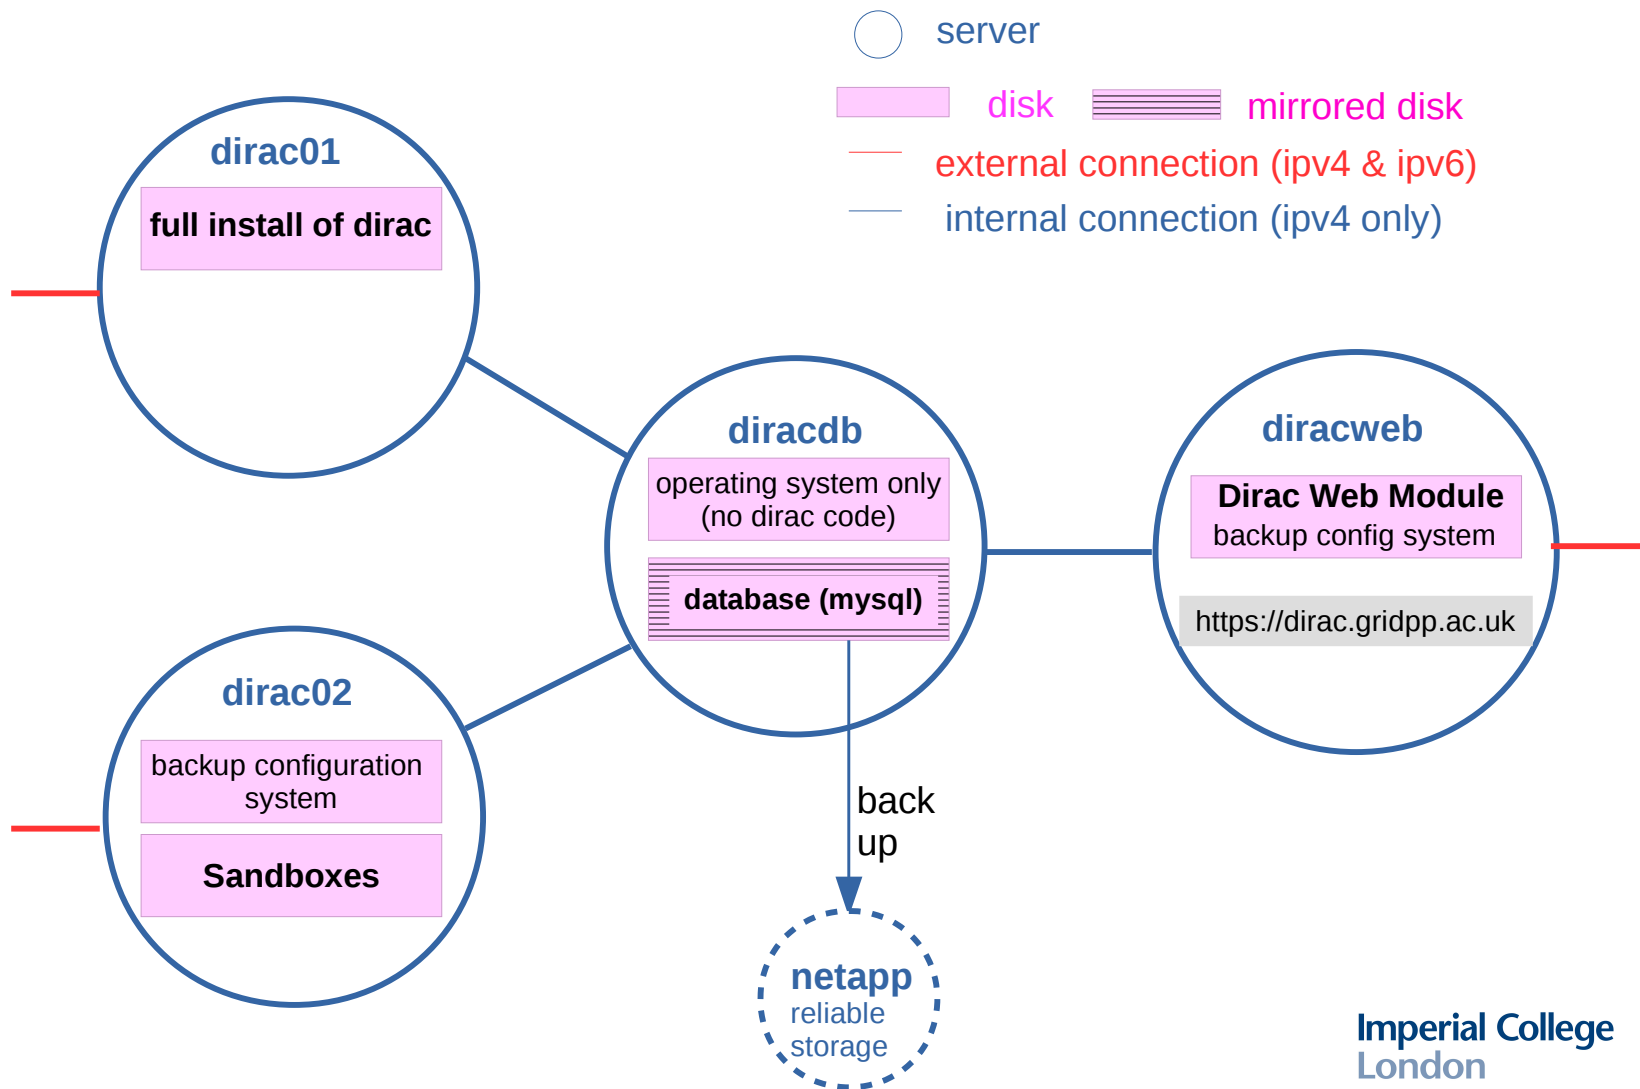 server
disk
mirrored disk
external connection (ipv4 & ipv6)
internal connection (ipv4 only)
dirac01
full install of dirac
diracdb
operating system only
(no dirac code)
database (mysql)
diracweb
Dirac Web Module
backup config system
https://dirac.gridpp.ac.uk
dirac02
backup configuration
system
Sandboxes
back
up
netapp
reliable
storage
Imperial College
London